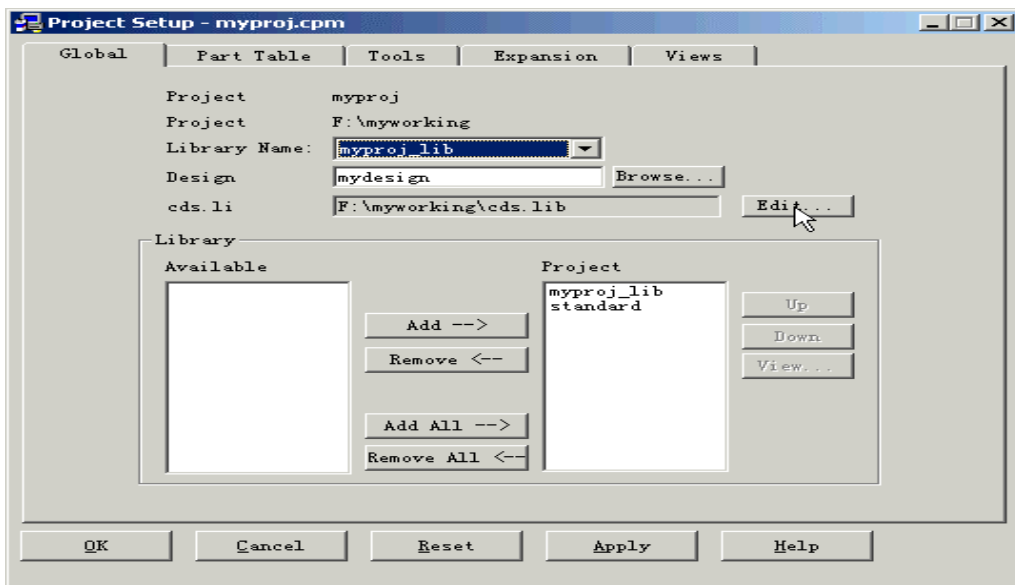 Project Setup - myproj.cpm
Global Part Table Tools Expansion Views
Project myproj
Project F:\myworking
Library Name: myproj_lib
Design mydesign Browse...
cds.li F:\myworking\cds.lib Edit...
Library
Available Project
myproj_lib
standard
Add -->
Remove <--
Add All -->
Remove All <--
Up
Down
View...
OK Cancel Reset Apply Help